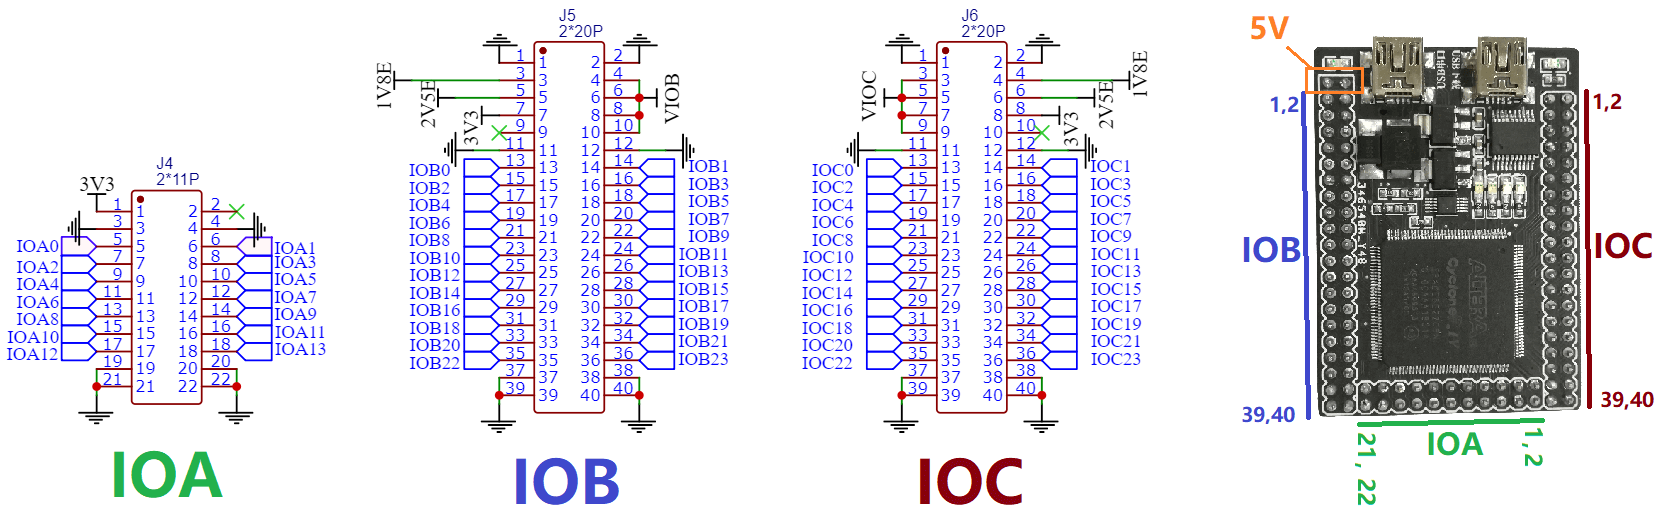 J4
2*11P
3V3
1 1 2 2
3 3 4 4
IOA0 5 5 6 6 IOA1
IOA2 7 7 8 8 IOA3
IOA4 9 9 10 10 IOA5
IOA6 11 11 12 12 IOA7
IOA8 13 13 14 14 IOA9
IOA10 15 15 16 16 IOA11
IOA12 17 17 18 18 IOA13
19 19 20 20
21 21 22 22
IOA
J5
2*20P
1V8E
2V5E
3V3
VIOB
1 1 2 2
3 3 4 4
5 5 6 6
7 7 8 8
9 9 10 10
11 11 12 12
IOB0 13 13 14 14 IOB1
IOB2 15 15 16 16 IOB3
IOB4 17 17 18 18 IOB5
IOB6 19 19 20 20 IOB7
IOB8 21 21 22 22 IOB9
IOB10 23 23 24 24 IOB11
IOB12 25 25 26 26 IOB13
IOB14 27 27 28 28 IOB15
IOB16 29 29 30 30 IOB17
IOB18 31 31 32 32 IOB19
IOB20 33 33 34 34 IOB21
IOB22 35 35 36 36 IOB23
37 37 38 38
39 39 40 40
IOB
J6
2*20P
VIOC
1V8E
2V5E
3V3
1 1 2 2
3 3 4 4
5 5 6 6
7 7 8 8
9 9 10 10
11 11 12 12
IOC0 13 13 14 14 IOC1
IOC2 15 15 16 16 IOC3
IOC4 17 17 18 18 IOC5
IOC6 19 19 20 20 IOC7
IOC8 21 21 22 22 IOC9
IOC10 23 23 24 24 IOC11
IOC12 25 25 26 26 IOC13
IOC14 27 27 28 28 IOC15
IOC16 29 29 30 30 IOC17
IOC18 31 31 32 32 IOC19
IOC20 33 33 34 34 IOC21
IOC22 35 35 36 36 IOC23
37 37 38 38
39 39 40 40
IOC
5V
1,2
IOB
39,40
1,2
IOC
39,40
21, 22
IOA
1, 2
ALTERA
Cyclone IV